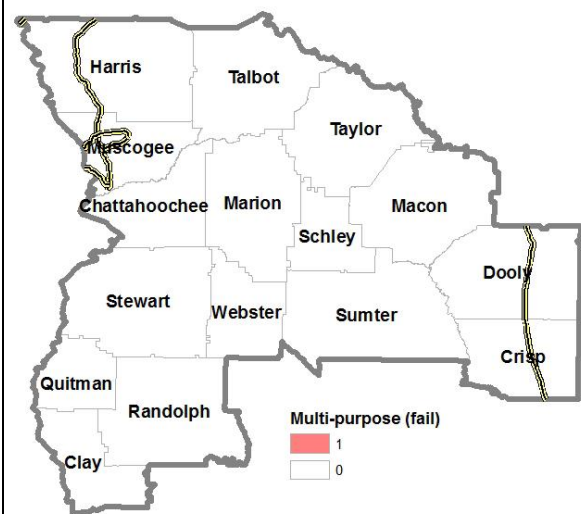 Harris
Talbot
Taylor
Muscogee
Chattahoochee
Marion
Macon
Schley
Dooly
Stewart
Webster
Sumter
Crisp
Quitman
Randolph
Clay
Multi-purpose (fail)
1
0